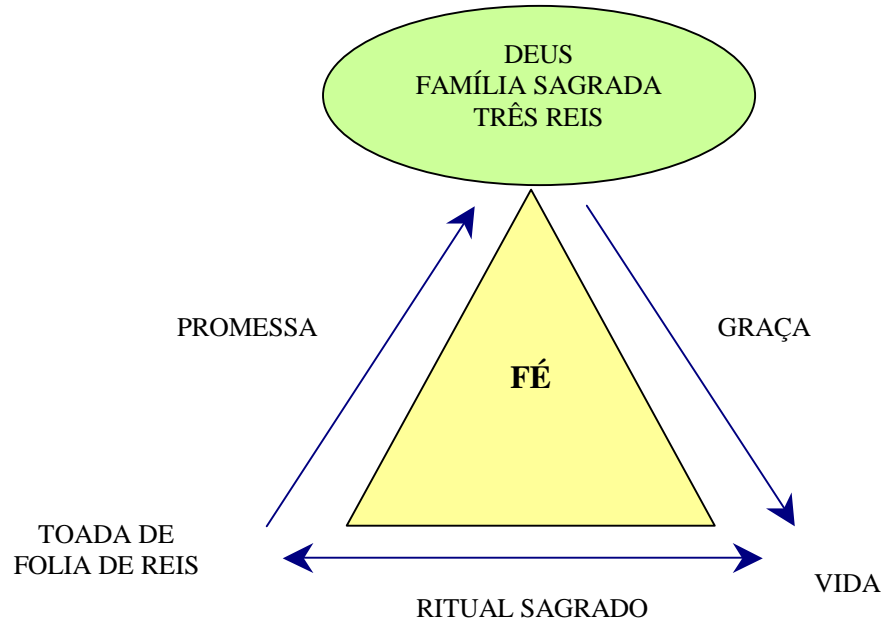 DEUS
FAMÍLIA SAGRADA
TRÊS REIS
PROMESSA
GRAÇA
FÉ
TOADA DE
FOLIA DE REIS
VIDA
RITUAL SAGRADO